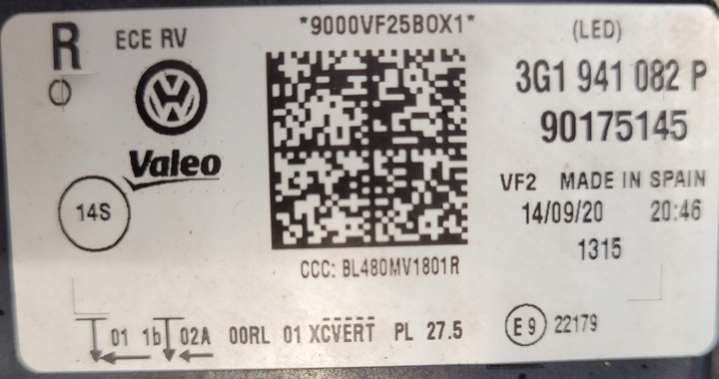 *9000VF25BOX1*
R ECE RV (LED)
3G1 941 082 P
90175145
Valeo
VF2 MADE IN SPAIN
14S
14/09/20 20:46
1315
CCC: BL480MV1801R
01 1b 02A 00RL 01 XCVERT PL 27.5 E9 22179